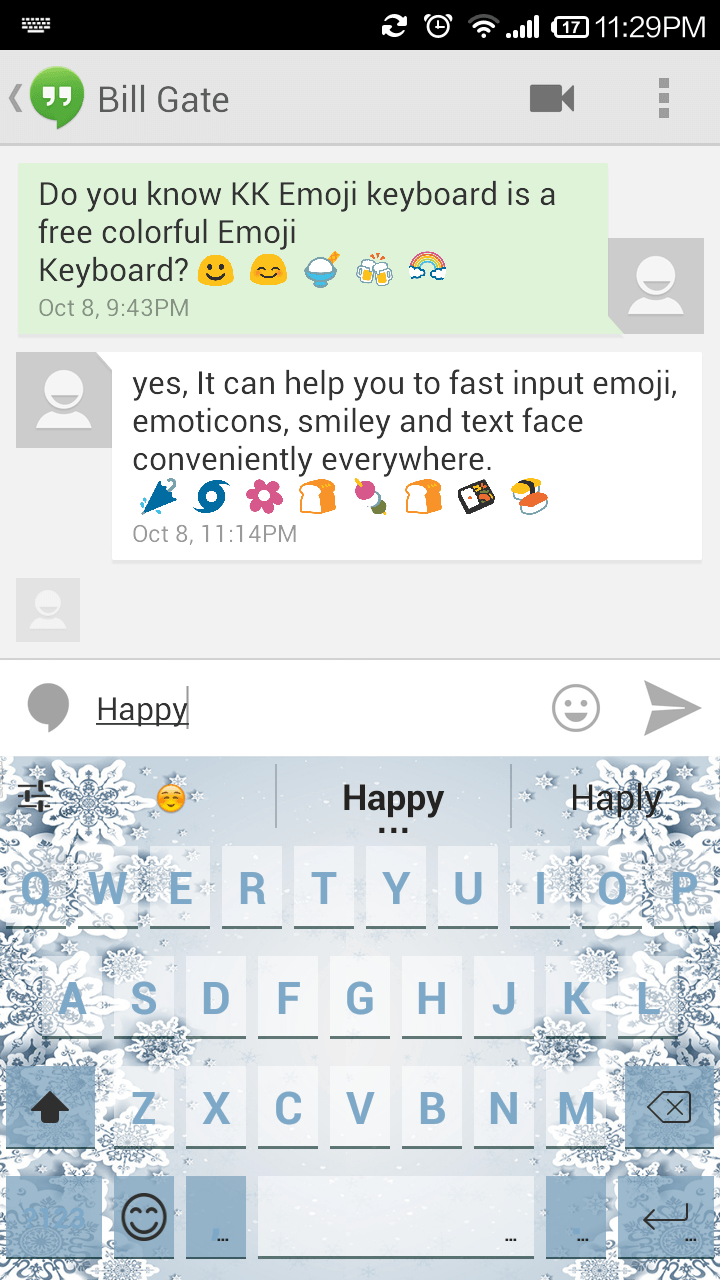 17 11:29PM
Bill Gate
Do you know KK Emoji keyboard is a
free colorful Emoji
Keyboard?
Oct 8, 9:43PM
yes, It can help you to fast input emoji,
emoticons, smiley and text face
conveniently everywhere.
Oct 8, 11:14PM
Happy
Happy Haply
...
Q W E R T Y U I O P
A S D F G H J K L
Z X C V B N M
?123 , ... ... ... ...